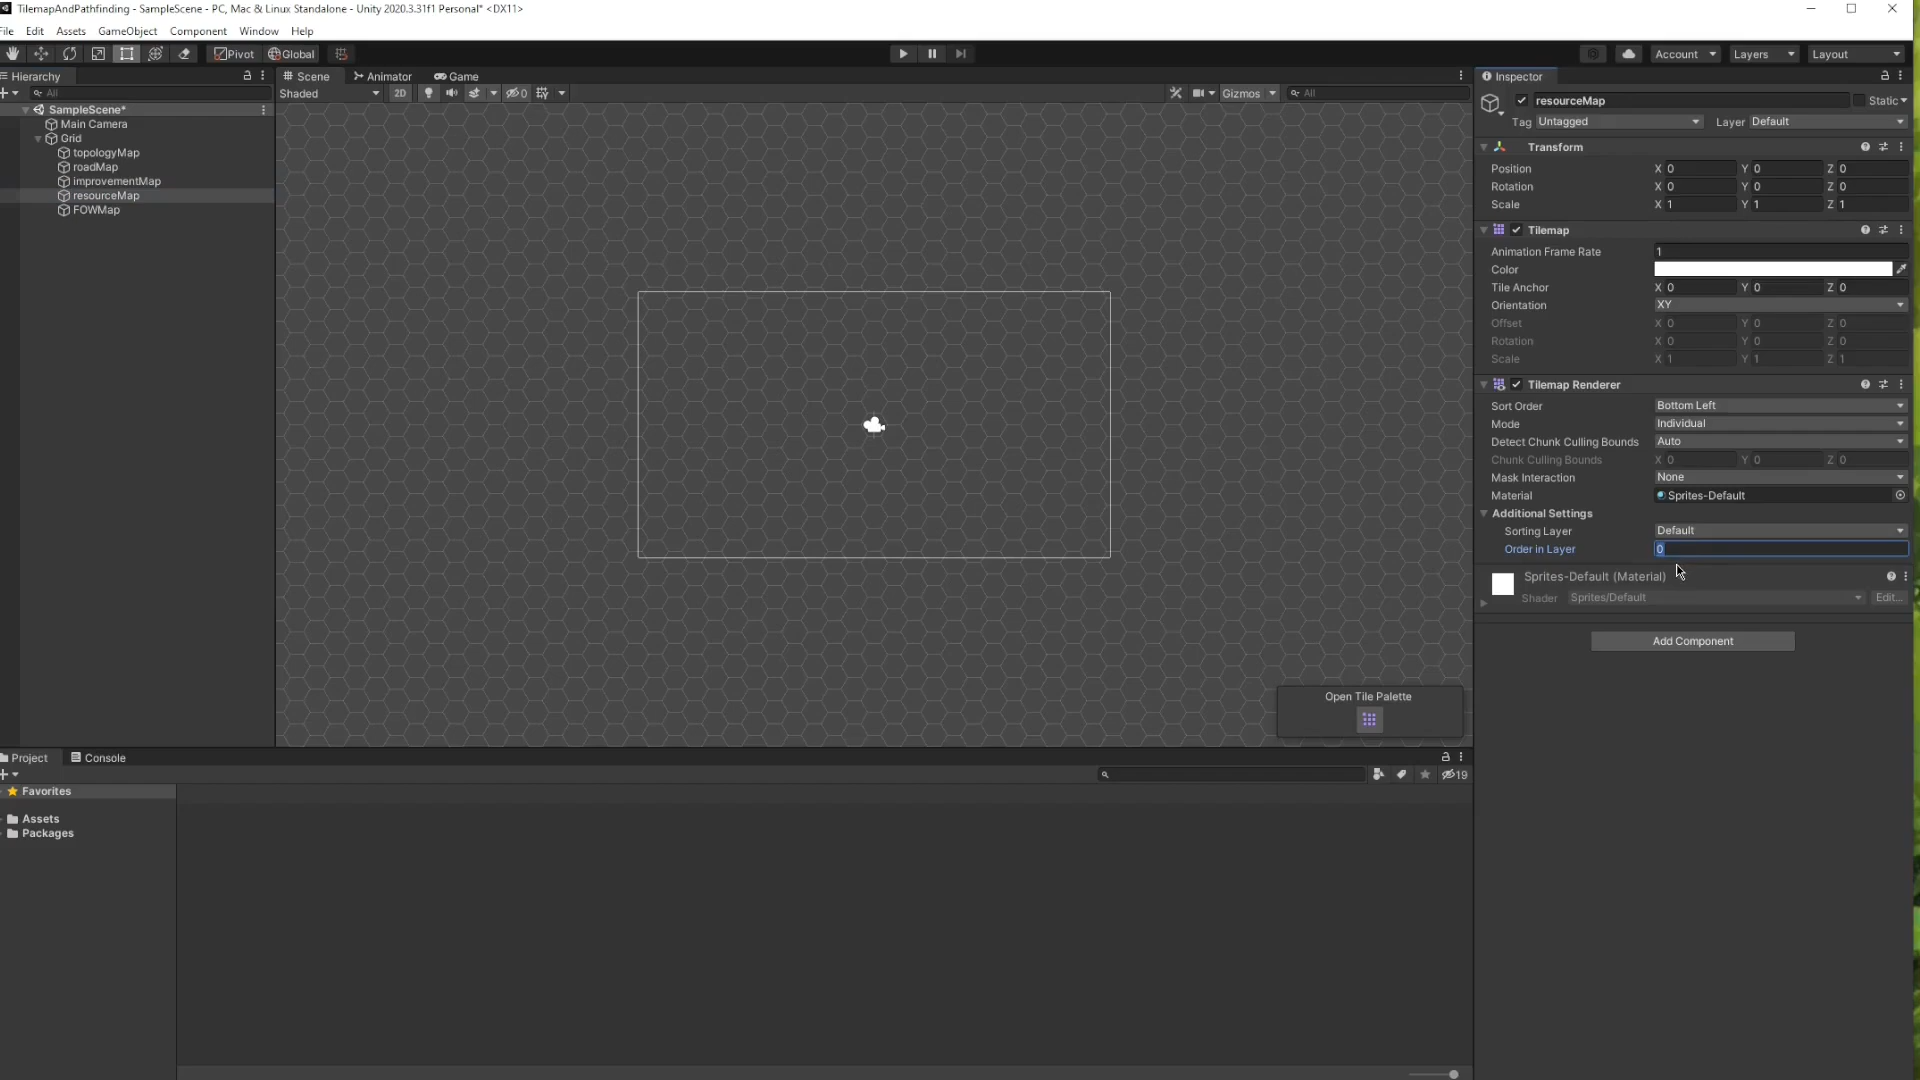 TilemapAndPathfinding - SampleScene - PC, Mac & Linux Standalone - Unity 2020.3.31f1 Personal* <DX11>
File Edit Assets GameObject Component Window Help
Pivot Global Account Layers Layout
Hierarchy
All
SampleScene*
Main Camera
Grid
topologyMap
roadMap
improvementMap
resourceMap
FOWMap
Scene Animator Game
Shaded 2D 0 Gizmos All
Open Tile Palette
Inspector
resourceMap Static
Tag Untagged Layer Default
Transform
Position X 0 Y 0 Z 0
Rotation X 0 Y 0 Z 0
Scale X 1 Y 1 Z 1
Tilemap
Animation Frame Rate 1
Color
Tile Anchor X 0 Y 0 Z 0
Orientation XY
Offset X 0 Y 0 Z 0
Rotation X 0 Y 0 Z 0
Scale X 1 Y 1 Z 1
Tilemap Renderer
Sort Order Bottom Left
Mode Individual
Detect Chunk Culling Bounds Auto
Chunk Culling Bounds X 0 Y 0 Z 0
Mask Interaction None
Material Sprites-Default
Additional Settings
Sorting Layer Default
Order in Layer 0
Sprites-Default (Material)
Shader Sprites/Default Edit...
Add Component
Project Console
19
Favorites
Assets
Packages